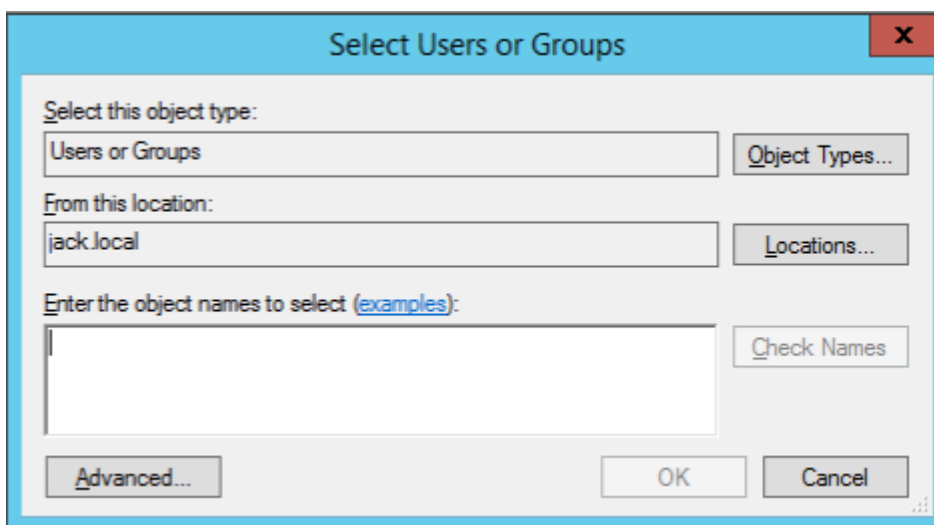 Select Users or Groups
x
Select this object type:
Users or Groups
Object Types...
From this location:
jack.local
Locations...
Enter the object names to select (examples):
Check Names
Advanced...
OK
Cancel